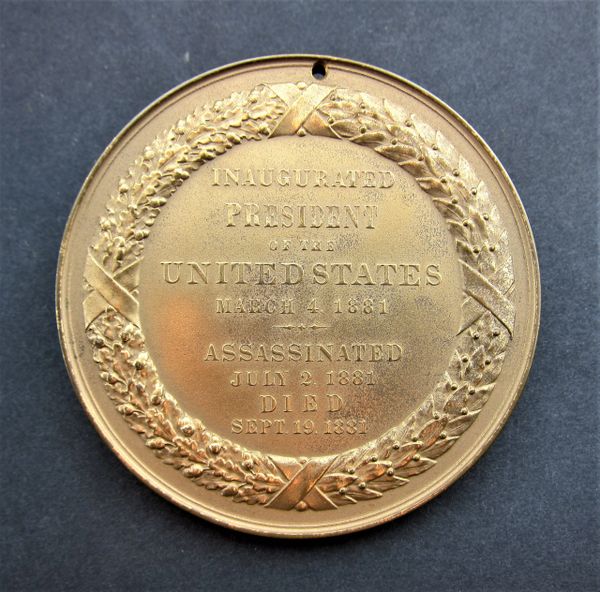 INAUGURATED
PRESIDENT
OF THE
UNITED STATES
MARCH 4 1881
ASSASSINATED
JULY 2. 1881
DIED
SEPT. 19. 1881